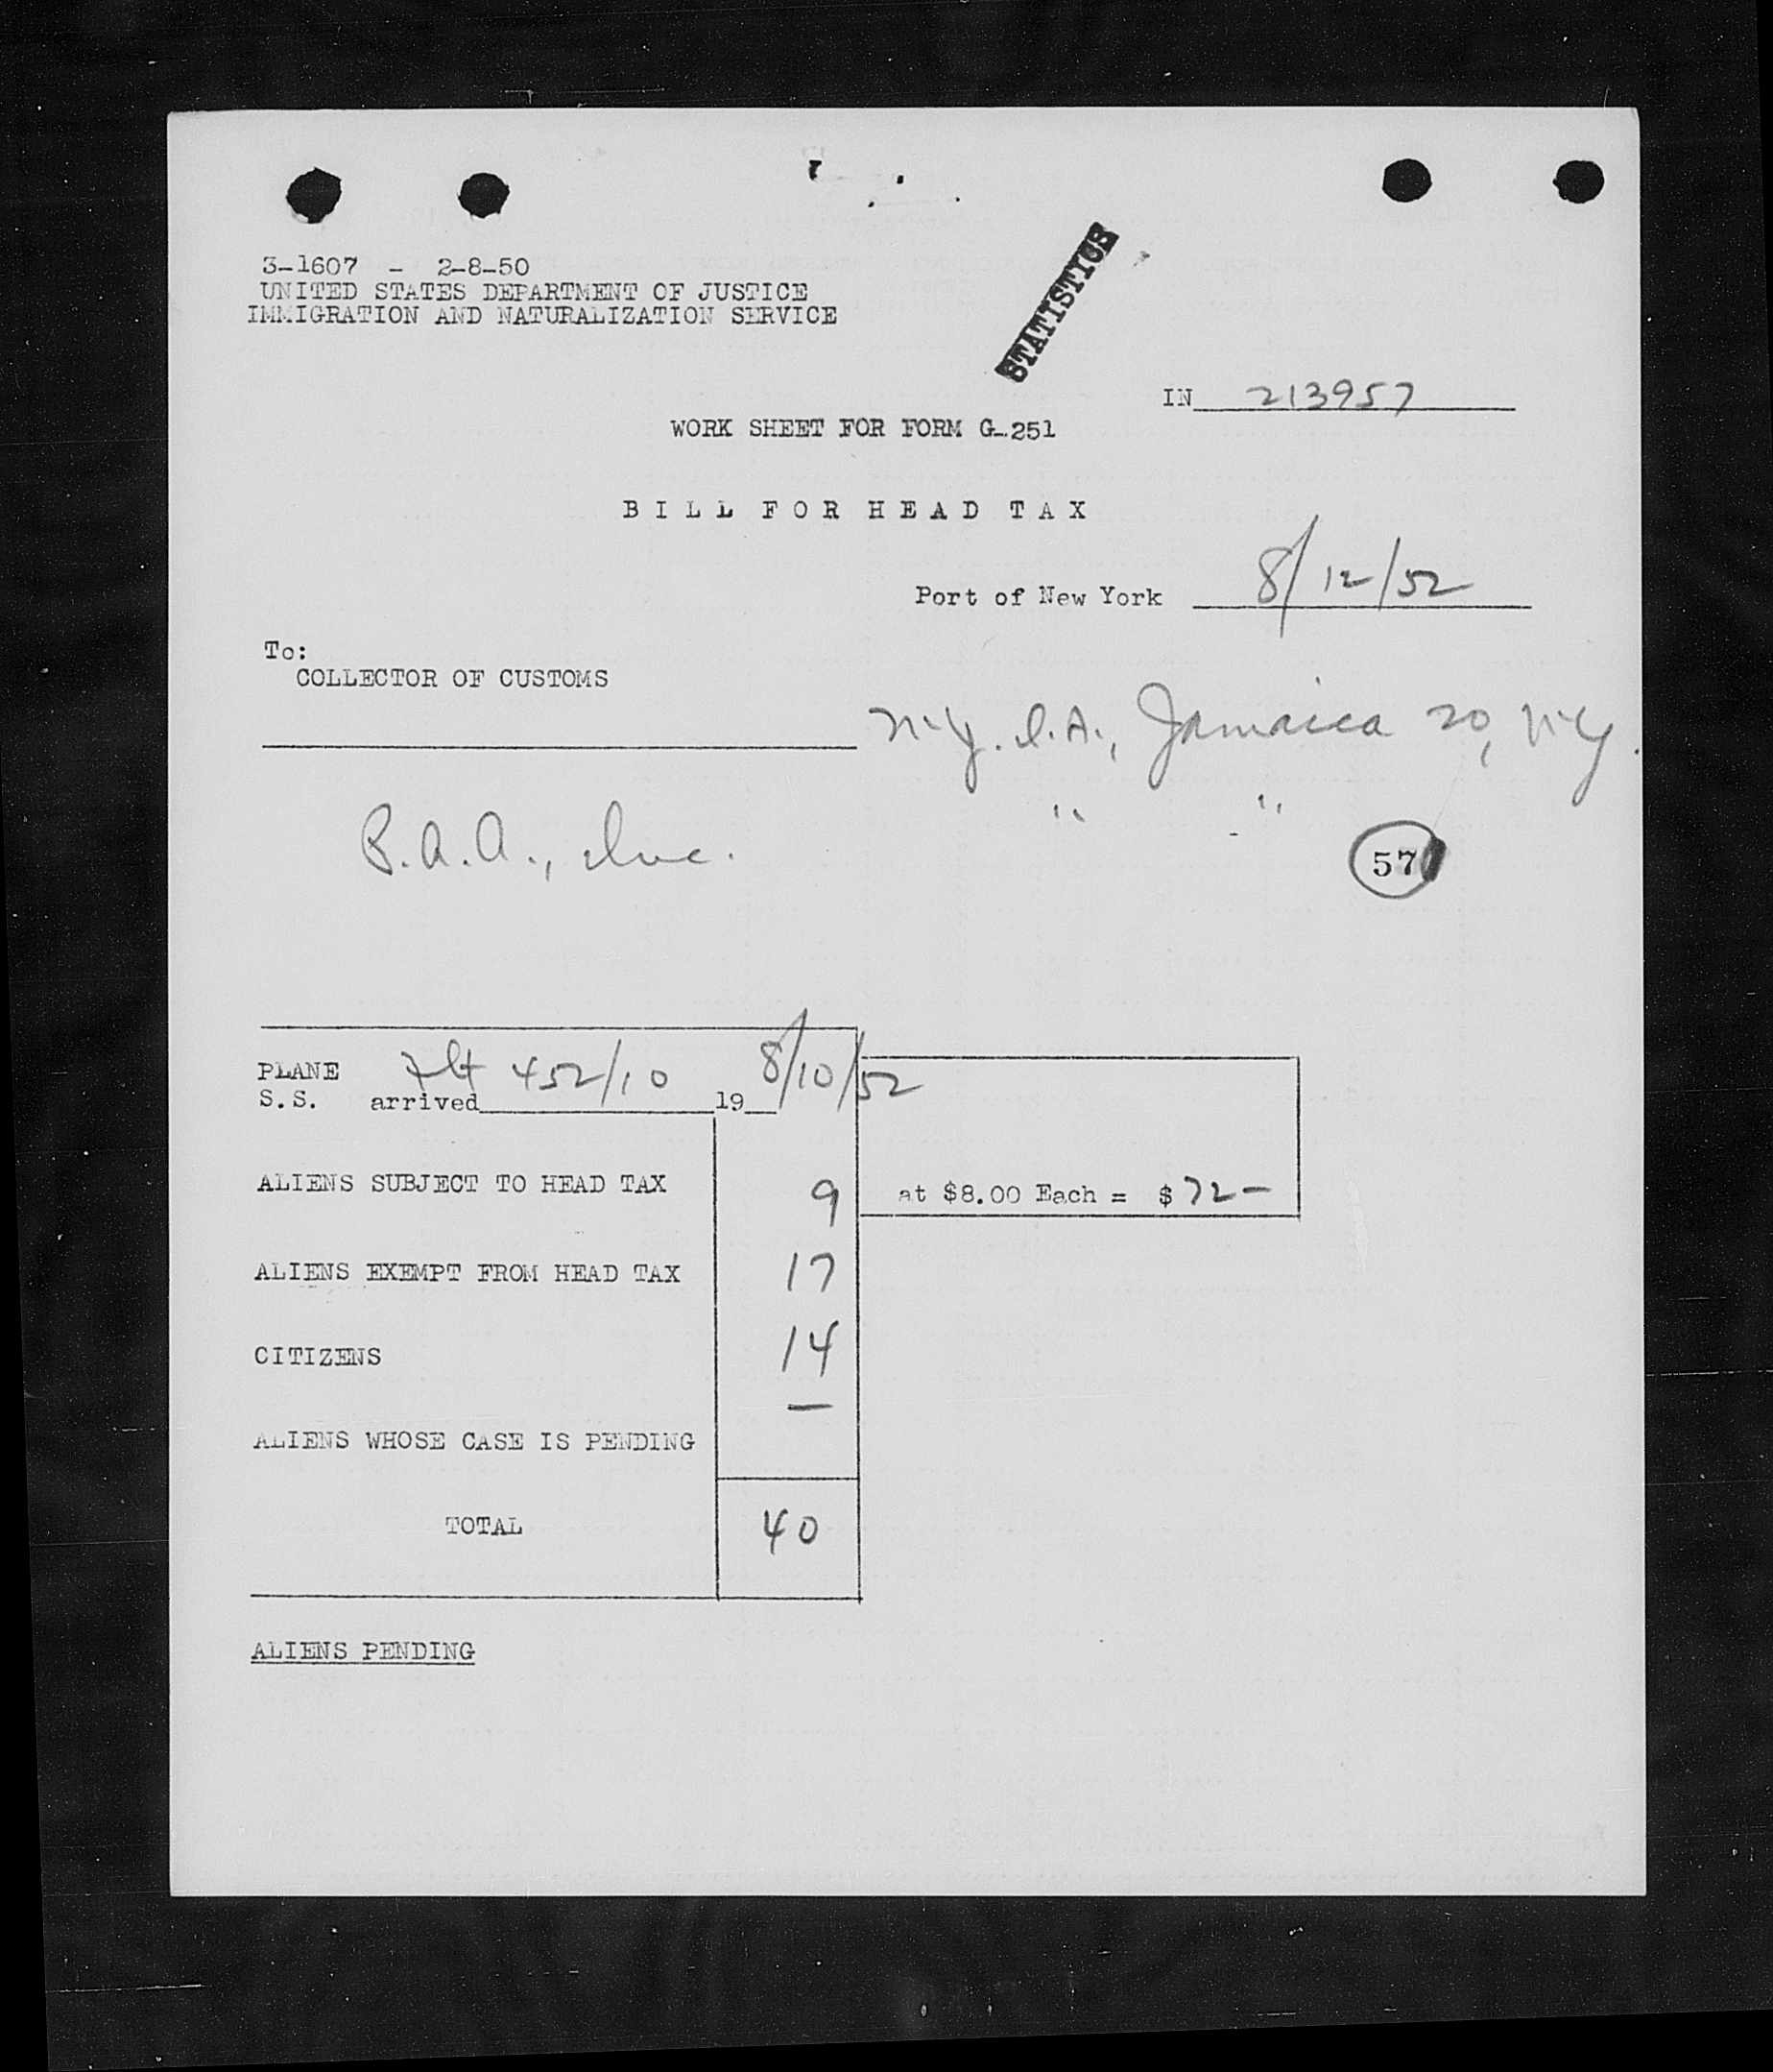 3-1607 - 2-8-50
UNITED STATES DEPARTMENT OF JUSTICE
IMMIGRATION AND NATURALIZATION SERVICE
STATISTICS
IN 213957
WORK SHEET FOR FORM G-251
BILL FOR HEAD TAX
Port of New York 8/12/52
To:
COLLECTOR OF CUSTOMS
N.Y. I.A., Jamaica 20, N.Y.
" "
P.A.A., Inc.
57
PLANE Flt 452/10 8/10/52
S.S. arrived 19
ALIENS SUBJECT TO HEAD TAX 9 at $8.00 Each = $ 72-
ALIENS EXEMPT FROM HEAD TAX 17
CITIZENS 14
—
ALIENS WHOSE CASE IS PENDING
TOTAL 40
ALIENS PENDING